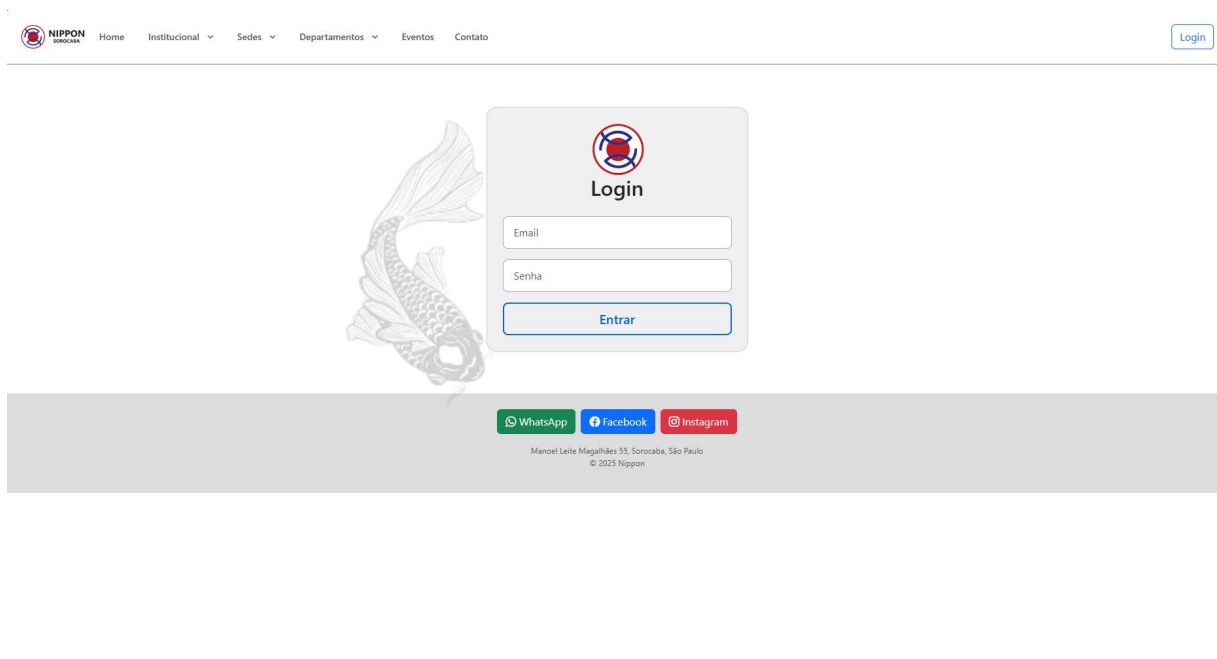 NIPPON
SOROCABA
Home Institucional Sedes Departamentos Eventos Contato
Login
Login
Email
Senha
Entrar
WhatsApp Facebook Instagram
Manoel Leite Magalhães 55, Sorocaba, São Paulo
© 2025 Nippon